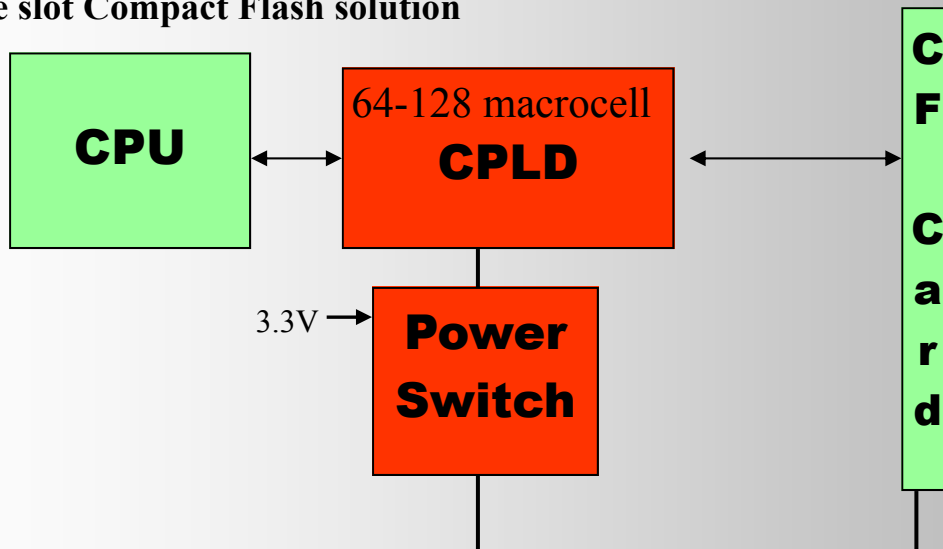 slot Compact Flash solution
CPU
64-128 macrocell
CPLD
3.3V
Power
Switch
C
F
C
a
r
d